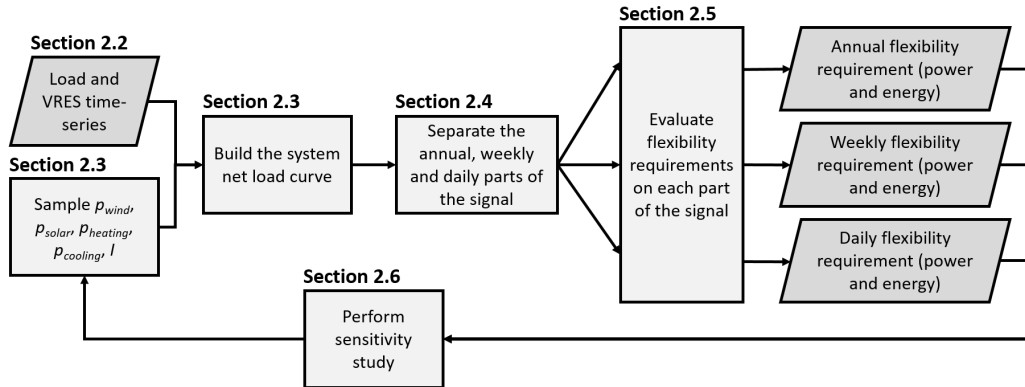 Section 2.2
Load and
VRES time-
series
Section 2.3
Sample p_wind,
p_solar, p_heating,
p_cooling, I
Section 2.3
Build the system
net load curve
Section 2.4
Separate the
annual, weekly
and daily parts of
the signal
Section 2.5
Evaluate
flexibility
requirements
on each part
of the signal
Annual flexibility
requirement (power
and energy)
Weekly flexibility
requirement (power
and energy)
Daily flexibility
requirement (power
and energy)
Section 2.6
Perform
sensitivity
study